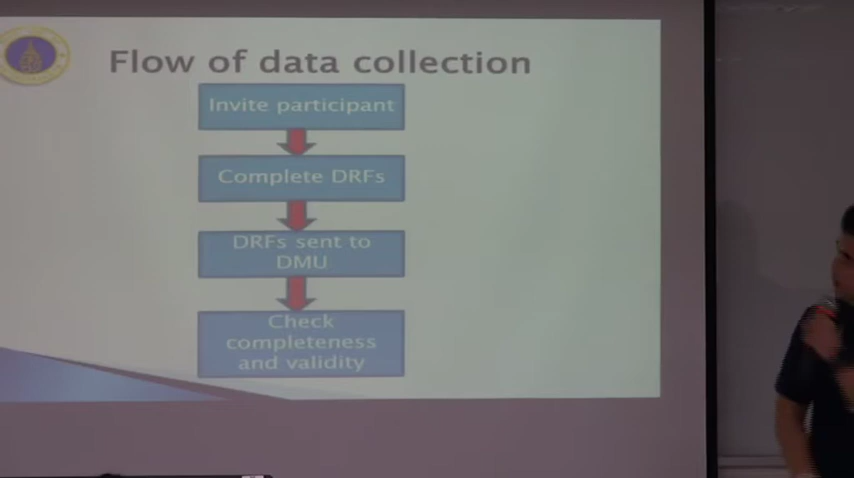 Flow of data collection
Invite participant
Complete DRFs
DRFs sent to
DMU
Check
completeness
and validity